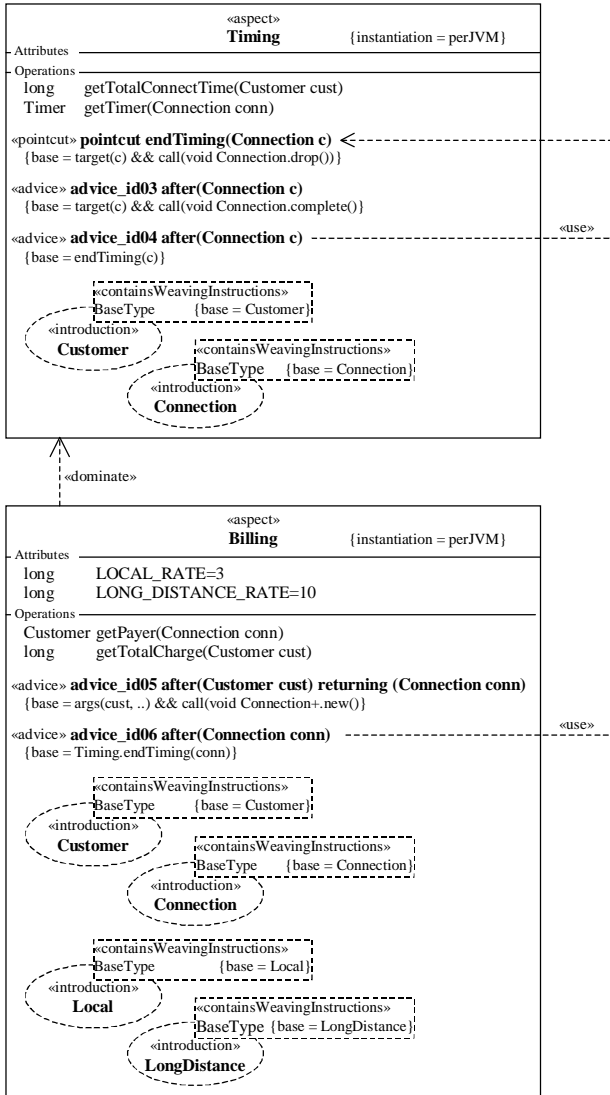 «aspect»
Timing {instantiation = perJVM}
Attributes
Operations
long getTotalConnectTime(Customer cust)
Timer getTimer(Connection conn)
«pointcut» pointcut endTiming(Connection c)
{base = target(c) && call(void Connection.drop())}
«advice» advice_id03 after(Connection c)
{base = target(c) && call(void Connection.complete()}
«advice» advice_id04 after(Connection c)
«use»
{base = endTiming(c)}
«containsWeavingInstructions»
BaseType {base = Customer}
«introduction»
Customer
«containsWeavingInstructions»
BaseType {base = Connection}
«introduction»
Connection
«dominate»
«aspect»
Billing {instantiation = perJVM}
Attributes
long LOCAL_RATE=3
long LONG_DISTANCE_RATE=10
Operations
Customer getPayer(Connection conn)
long getTotalCharge(Customer cust)
«advice» advice_id05 after(Customer cust) returning (Connection conn)
{base = args(cust, ..) && call(void Connection+.new()}
«advice» advice_id06 after(Connection conn)
«use»
{base = Timing.endTiming(conn)}
«containsWeavingInstructions»
BaseType {base = Customer}
«introduction»
Customer
«containsWeavingInstructions»
BaseType {base = Connection}
«introduction»
Connection
«containsWeavingInstructions»
BaseType {base = Local}
«introduction»
Local
«containsWeavingInstructions»
BaseType {base = LongDistance}
«introduction»
LongDistance